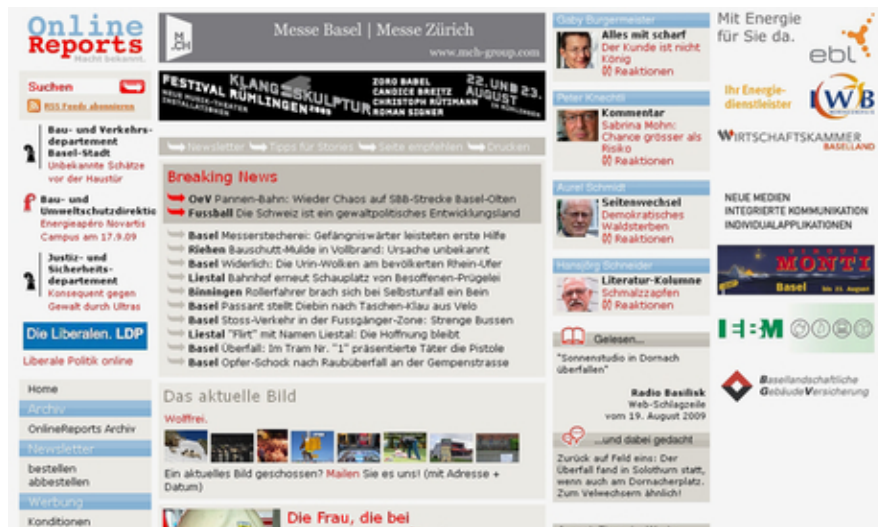 Online
Reports
Macht bekannt.
Suchen
RSS Feeds abonnieren
Bau- und Verkehrs-
departement
Basel-Stadt
Unbekannte Schätze
vor der Haustür
Bau- und
Umweltschutzdirektio
Energieapéro Novartis
Campus am 17.9.09
Justiz- und
Sicherheits-
departement
Konsequent gegen
Gewalt durch Ultras
Die Liberalen. LDP
Liberale Politik online
Home
Archiv
OnlineReports Archiv
Newsletter
bestellen
abbestellen
Werbung
Konditionen
M
.CH
Messe Basel | Messe Zürich
www.mch-group.com
FESTIVAL
RÜMLINGEN 2009
NEUE MUSIK-THEATER
INSTALLATIONEN
KLANG
SKULPTUR
ZORO BABEL
CANDICE BREITZ
CHRISTOPH RÜTIMANN
ROMAN SIGNER
22. UND 23.
AUGUST
Newsletter Tipps für Stories Seite empfehlen Drucken
Breaking News
OeV Pannen-Bahn: Wieder Chaos auf SBB-Strecke Basel-Olten
Fussball Die Schweiz ist ein gewaltpolitisches Entwicklungsland
Basel Messerstecherei: Gefängniswärter leisteten erste Hilfe
Riehen Bauschutt-Mulde in Vollbrand: Ursache unbekannt
Basel Widerlich: Die Urin-Wolken am bevölkerten Rhein-Ufer
Liestal Bahnhof erneut Schauplatz von Besoffenen-Prügelei
Binningen Rollerfahrer brach sich bei Selbstunfall ein Bein
Basel Passant stellt Diebin nach Taschen-Klau aus Velo
Basel Stoss-Verkehr in der Fussgänger-Zone: Strenge Bussen
Liestal "Flirt" mit Namen Liestal: Die Hoffnung bleibt
Basel Überfall: Im Tram Nr. "1" präsentierte Täter die Pistole
Basel Opfer-Schock nach Raubüberfall an der Gempenstrasse
Das aktuelle Bild
Wolffrei.
Ein aktuelles Bild geschossen? Mailen Sie es uns! (mit Adresse +
Datum)
Die Frau, die bei
Gaby Burgermeister
Alles mit scharf
Der Kunde ist nicht
König
Reaktionen
Peter Knechtli
Kommentar
Sabrina Mohn:
Chance grösser als
Risiko
Reaktionen
Aurel Schmidt
Seitenwechsel
Demokratisches
Waldsterben
Reaktionen
Hansjörg Schneider
Literatur-Kolumne
Schmalzzapfen
Reaktionen
Gelesen...
"Sonnenstudio in Dornach
überfallen"
Radio Basilisk
Web-Schlagzeile
vom 19. August 2009
...und dabei gedacht
Zurück auf Feld eins: Der
Überfall fand in Solothurn statt,
wenn auch am Dornacherplatz.
Zum Velwechsern ähnlich!
Mit Energie
für Sie da.
ebl
Ihr Energie-
dienstleister
IWB
WIRTSCHAFTSKAMMER
BASELLAND
NEUE MEDIEN
INTEGRIERTE KOMMUNIKATION
INDIVIDUALAPPLIKATIONEN
CIRCUS
MONTI
Basel bis 23. August
Basellandschaftliche
GebäudeVersicherung